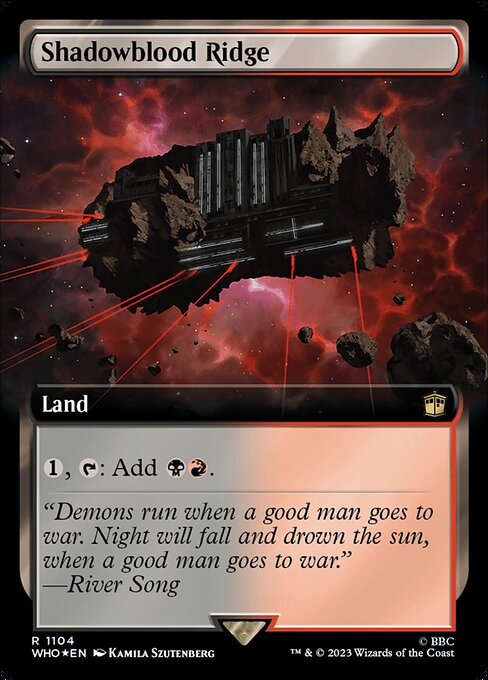 Shadowblood Ridge
Land
1, T: Add BR.
“Demons run when a good man goes to
war. Night will fall and drown the sun,
when a good man goes to war.”
—River Song
R 1104
WHO★EN Kamila Szutenberg
© BBC
™ & © 2023 Wizards of the Coast